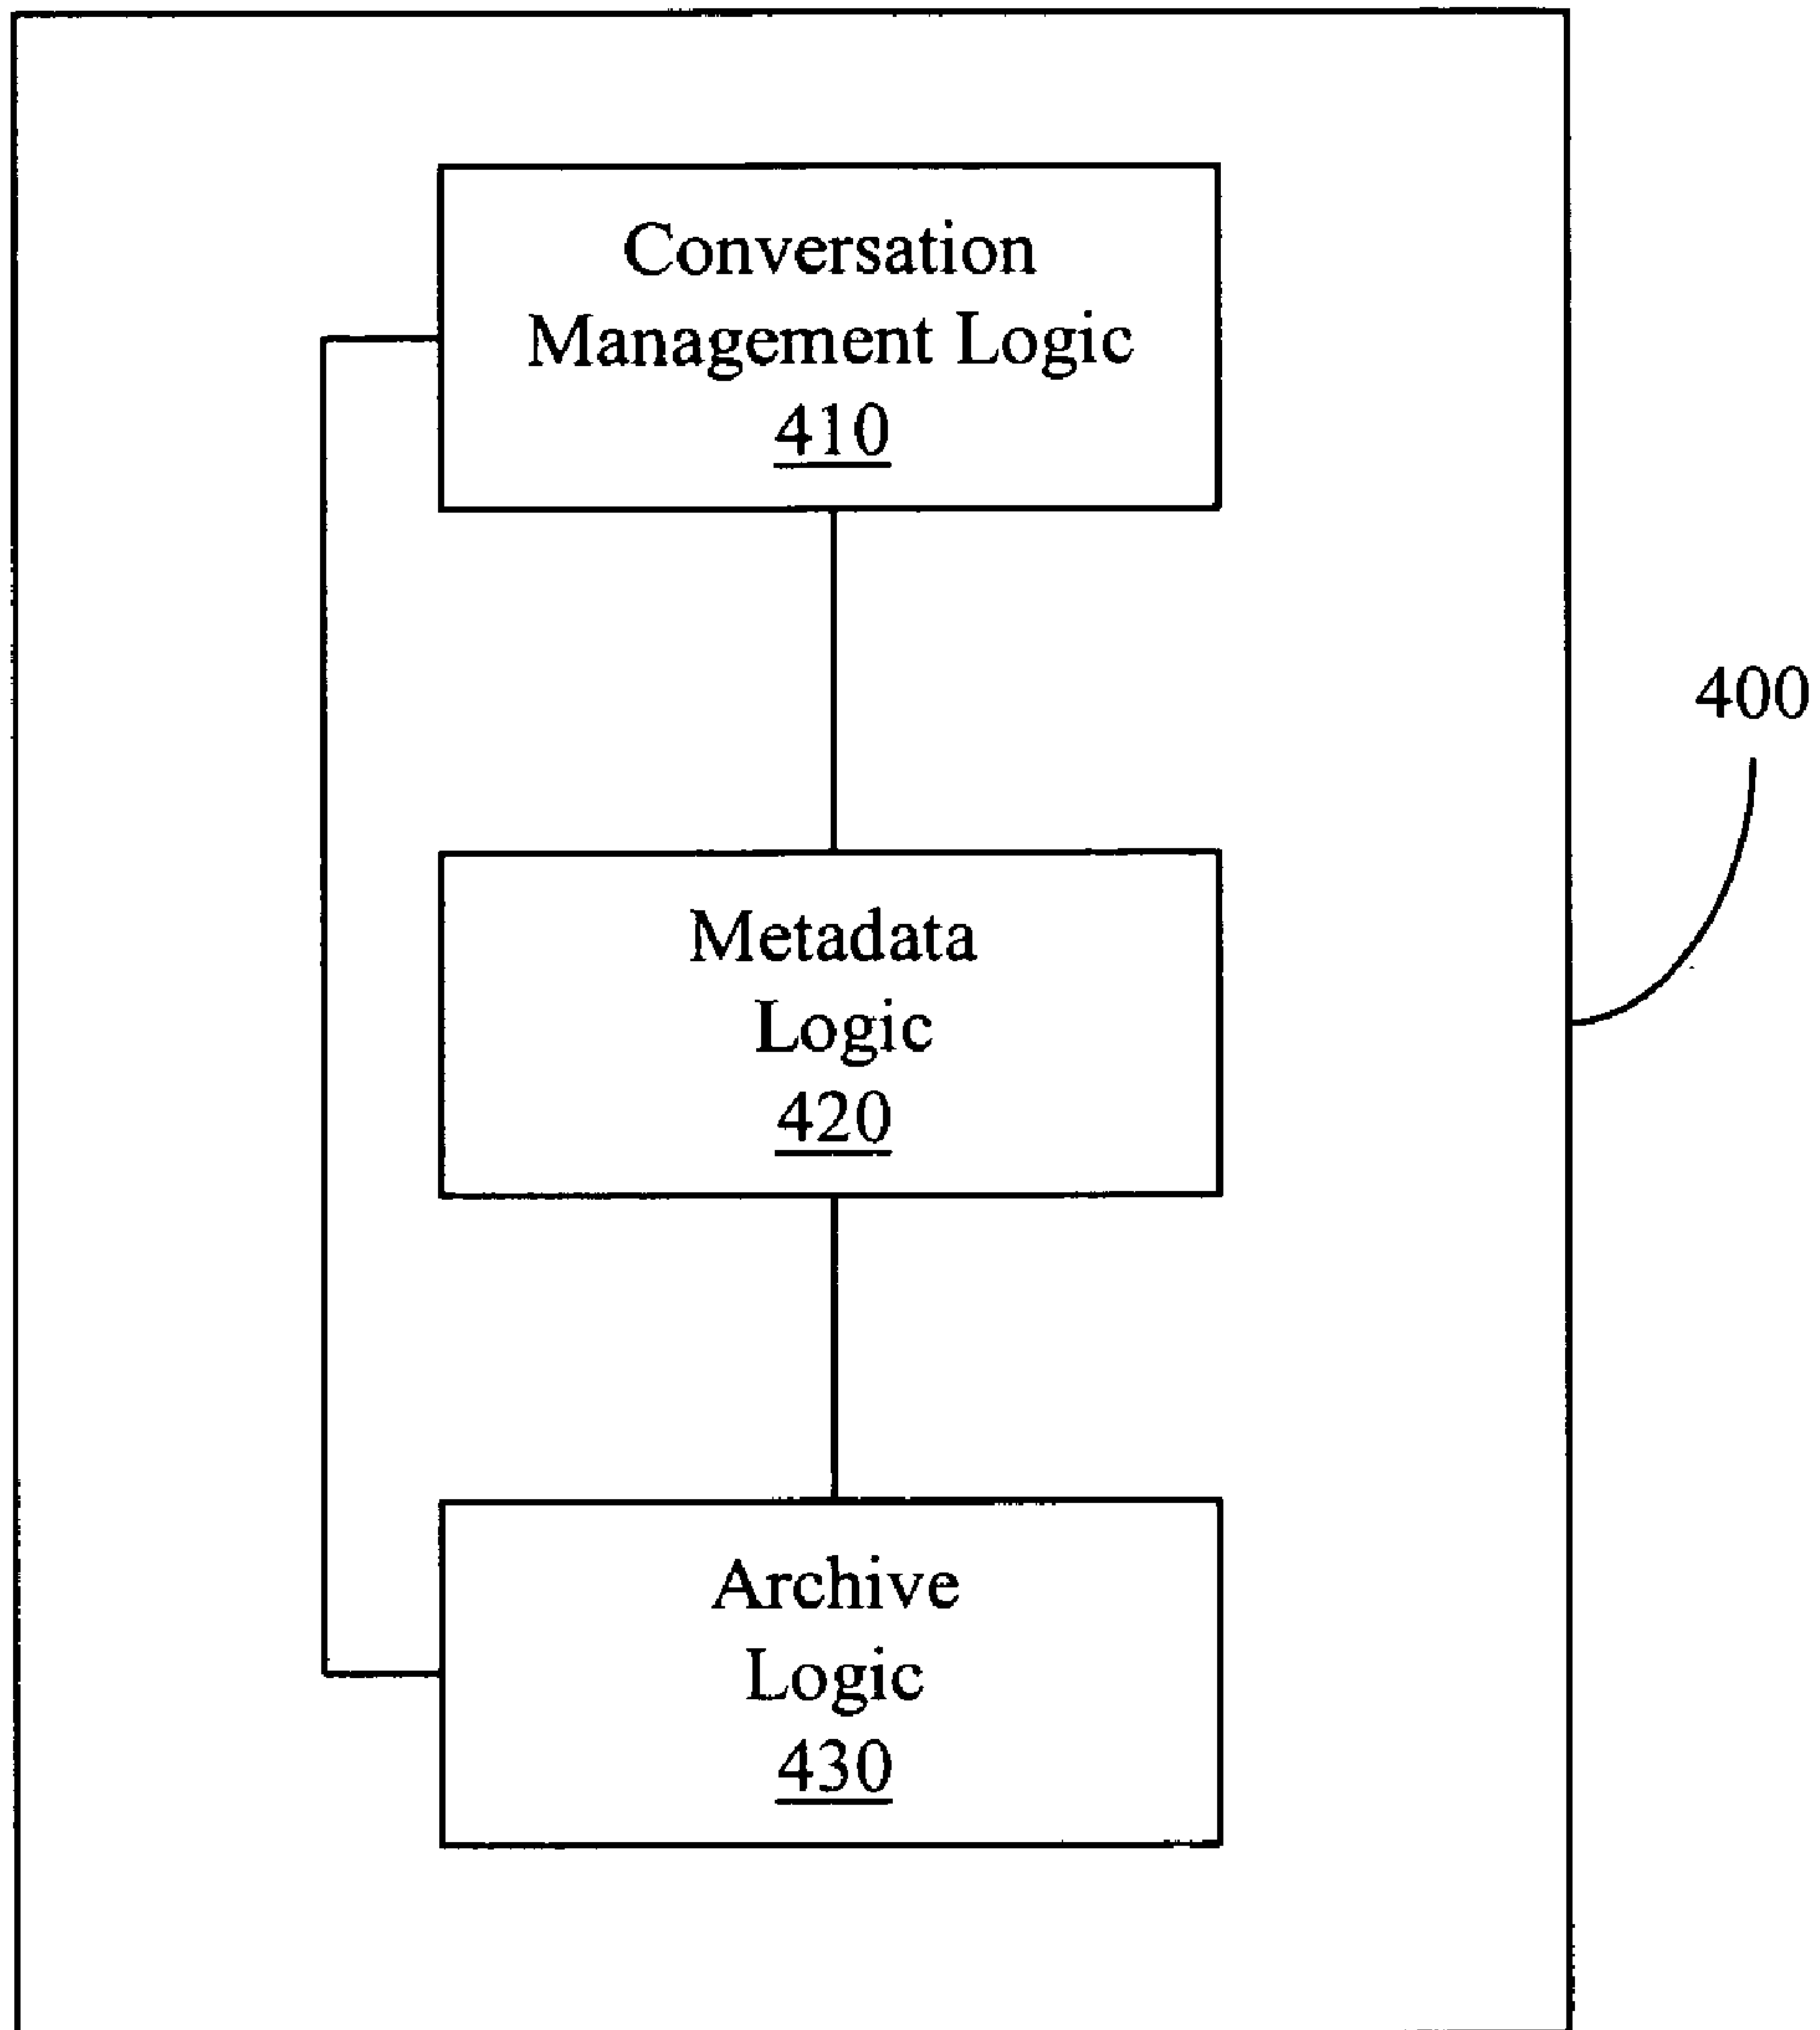 Conversation
Management Logic
410
400
Metadata
Logic
420
Archive
Logic
430